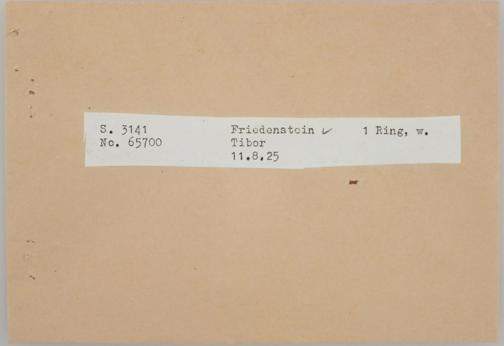 S. 3141 Friedenstein ✓ 1 Ring, w.
No. 65700 Tibor
11.8.25